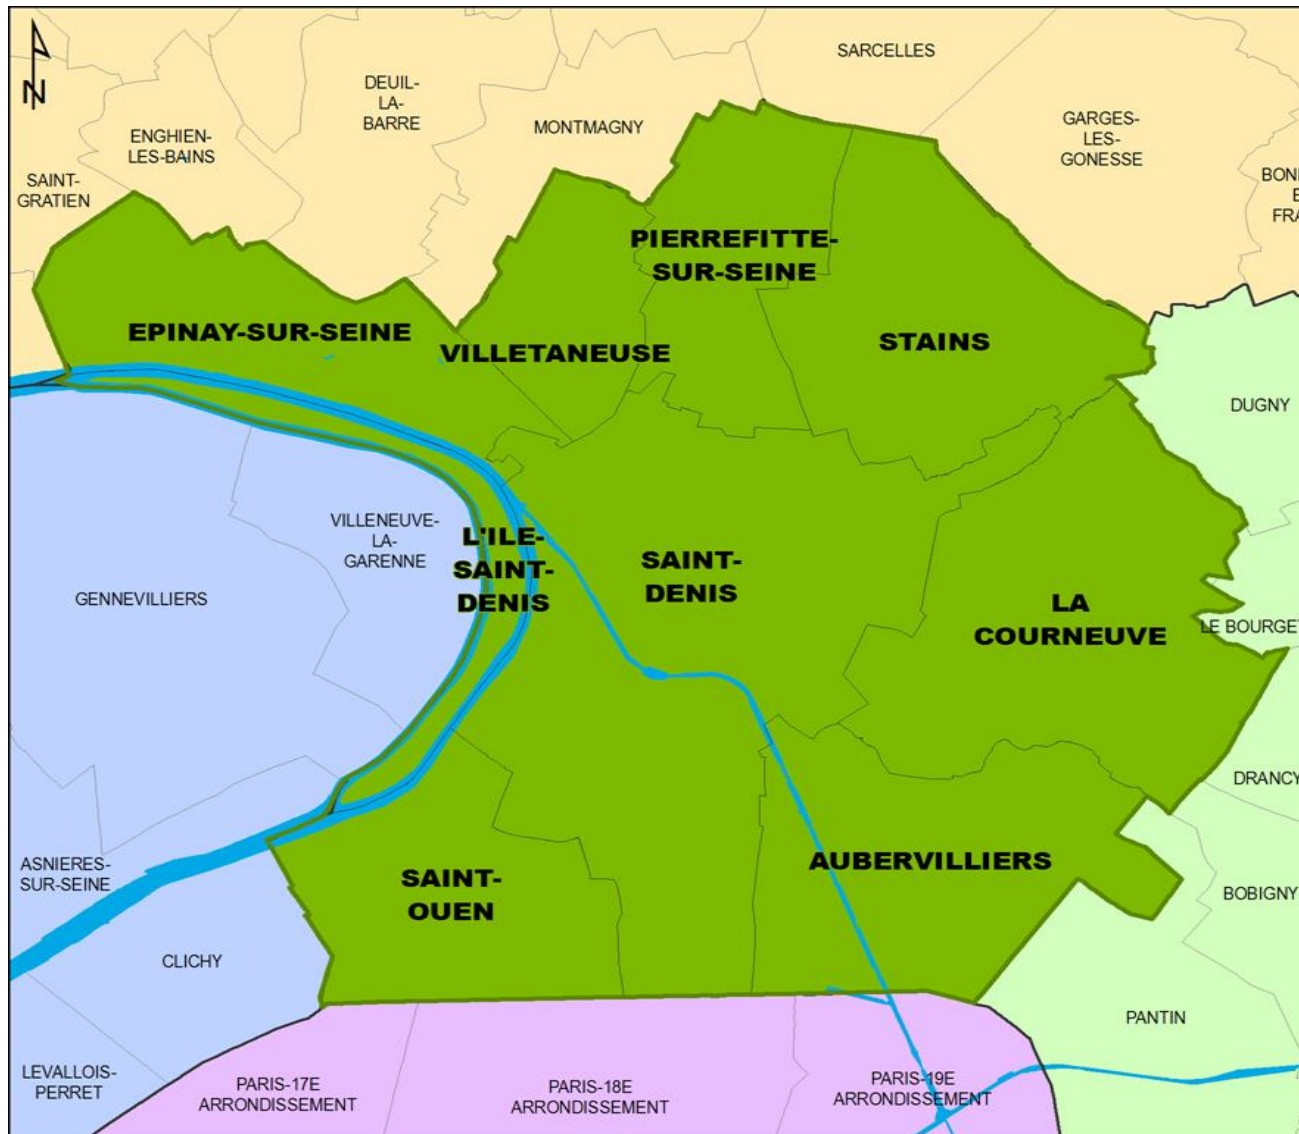 SARCELLES
DEUIL-
LA-
BARRE
MONTMAGNY
GARGES-
LES-
GONESSE
ENGHIEN-
LES-BAINS
SAINT-
GRATIEN
N
PIERREFITTE-
SUR-SEINE
EPINAY-SUR-SEINE
VILLETANEUSE
STAINS
DUGNY
VILLENEUVE-
LA-
GARENNE
L'ILE-
SAINT-
DENIS
SAINT-
DENIS
GENNEVILLIERS
LA
COURNEUVE
LE BOURGET
DRANCY
ASNIERES-
SUR-SEINE
SAINT-
OUEN
AUBERVILLIERS
BOBIGNY
CLICHY
PANTIN
LEVALLOIS-
PERRET
PARIS-17E
ARRONDISSEMENT
PARIS-18E
ARRONDISSEMENT
PARIS-19E
ARRONDISSEMENT